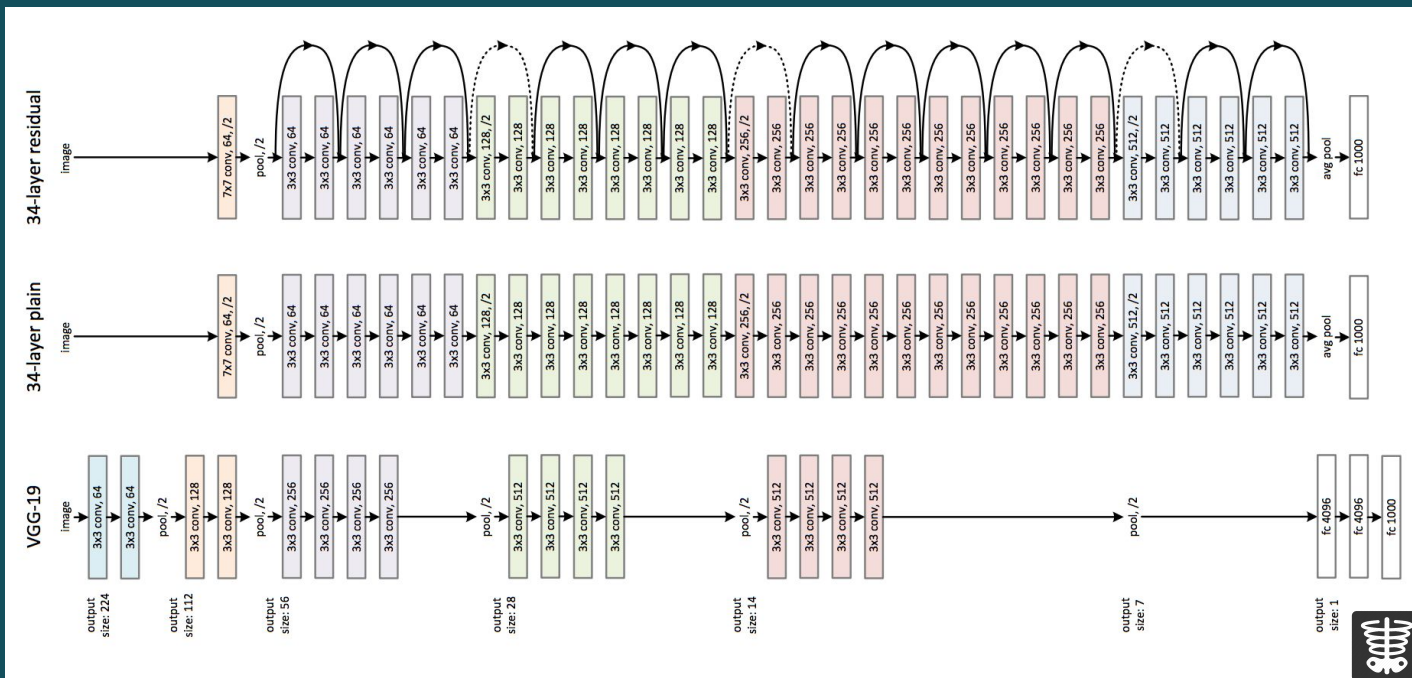 34-layer residual
image
7x7 conv, 64, /2
pool, /2
3x3 conv, 64
3x3 conv, 64
3x3 conv, 64
3x3 conv, 64
3x3 conv, 64
3x3 conv, 64
3x3 conv, 128, /2
3x3 conv, 128
3x3 conv, 128
3x3 conv, 128
3x3 conv, 128
3x3 conv, 128
3x3 conv, 128
3x3 conv, 128
3x3 conv, 256, /2
3x3 conv, 256
3x3 conv, 256
3x3 conv, 256
3x3 conv, 256
3x3 conv, 256
3x3 conv, 256
3x3 conv, 256
3x3 conv, 256
3x3 conv, 256
3x3 conv, 256
3x3 conv, 256
3x3 conv, 512, /2
3x3 conv, 512
3x3 conv, 512
3x3 conv, 512
3x3 conv, 512
3x3 conv, 512
avg pool
fc 1000
34-layer plain
image
7x7 conv, 64, /2
pool, /2
3x3 conv, 64
3x3 conv, 64
3x3 conv, 64
3x3 conv, 64
3x3 conv, 64
3x3 conv, 64
3x3 conv, 128, /2
3x3 conv, 128
3x3 conv, 128
3x3 conv, 128
3x3 conv, 128
3x3 conv, 128
3x3 conv, 128
3x3 conv, 128
3x3 conv, 256, /2
3x3 conv, 256
3x3 conv, 256
3x3 conv, 256
3x3 conv, 256
3x3 conv, 256
3x3 conv, 256
3x3 conv, 256
3x3 conv, 256
3x3 conv, 256
3x3 conv, 256
3x3 conv, 256
3x3 conv, 512, /2
3x3 conv, 512
3x3 conv, 512
3x3 conv, 512
3x3 conv, 512
3x3 conv, 512
avg pool
fc 1000
VGG-19
image
3x3 conv, 64
3x3 conv, 64
pool, /2
3x3 conv, 128
3x3 conv, 128
pool, /2
3x3 conv, 256
3x3 conv, 256
3x3 conv, 256
3x3 conv, 256
pool, /2
3x3 conv, 512
3x3 conv, 512
3x3 conv, 512
3x3 conv, 512
pool, /2
3x3 conv, 512
3x3 conv, 512
3x3 conv, 512
3x3 conv, 512
pool, /2
fc 4096
fc 4096
fc 1000
output
size: 224
output
size: 112
output
size: 56
output
size: 28
output
size: 14
output
size: 7
output
size: 1